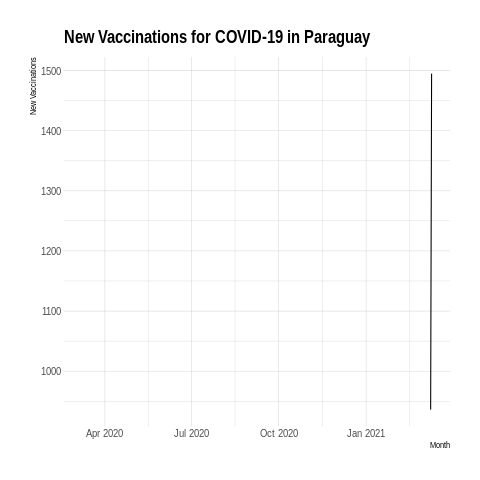 New Vaccinations for COVID-19 in Paraguay
New Vaccinations
1500
1400
1300
1200
1100
1000
Apr 2020 Jul 2020 Oct 2020 Jan 2021
Month